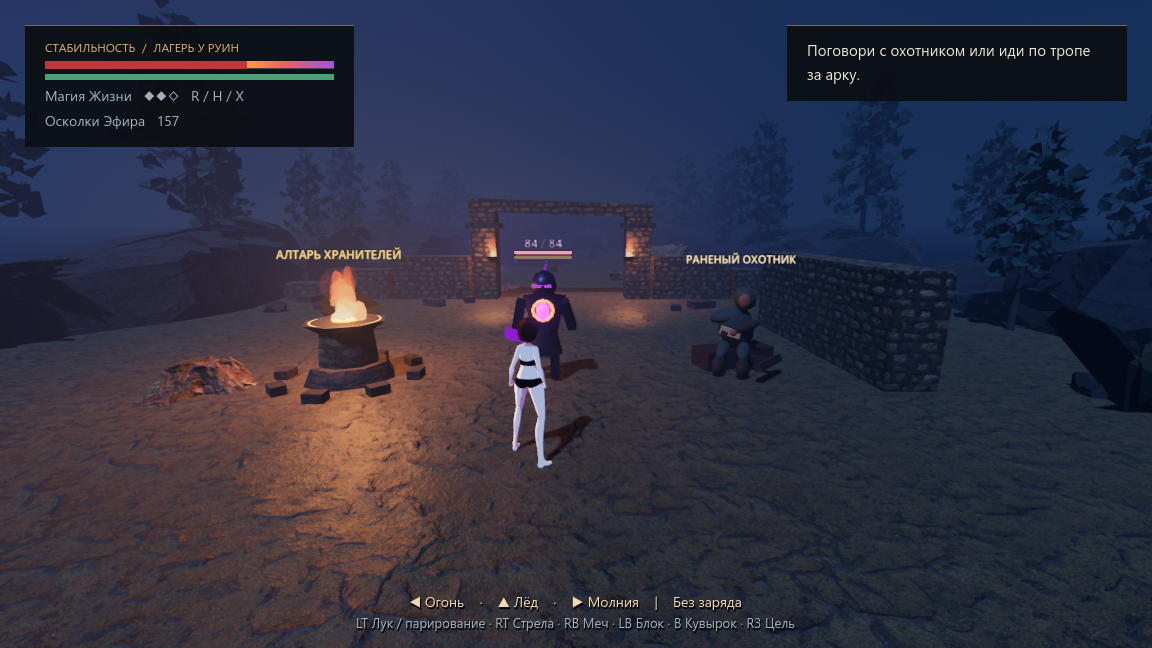 СТАБИЛЬНОСТЬ / ЛАГЕРЬ У РУИН
Магия Жизни ◆◆◇ R / H / X
Осколки Эфира 157
Поговори с охотником или иди по тропе
за арку.
84 / 84
АЛТАРЬ ХРАНИТЕЛЕЙ
РАНЕНЫЙ ОХОТНИК
◀ Огонь · ▲ Лёд · ▶ Молния | Без заряда
LT Лук / парирование · RT Стрела · RB Меч · LB Блок · B Кувырок · R3 Цель